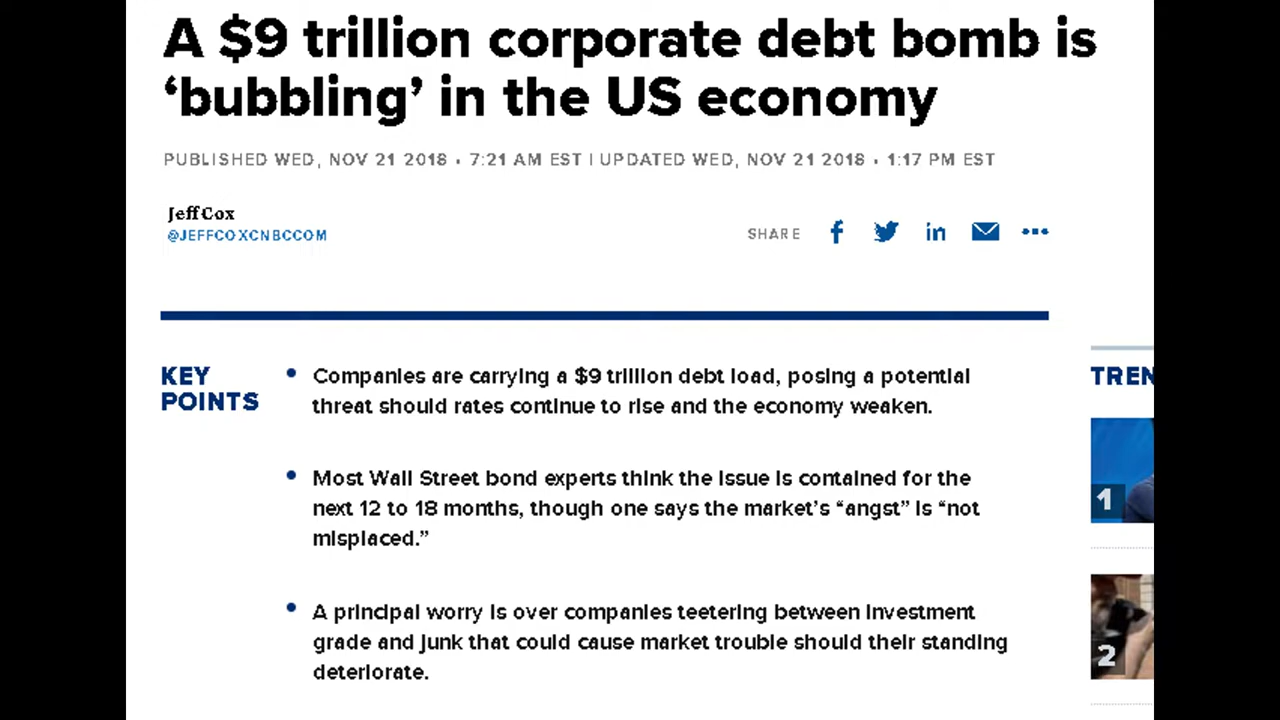 A $9 trillion corporate debt bomb is
‘bubbling’ in the US economy
PUBLISHED WED, NOV 21 2018 • 7:21 AM EST | UPDATED WED, NOV 21 2018 • 1:17 PM EST
Jeff Cox
@JEFFCOXCNBCCOM
SHARE
KEY
POINTS
• Companies are carrying a $9 trillion debt load, posing a potential
threat should rates continue to rise and the economy weaken.
• Most Wall Street bond experts think the issue is contained for the
next 12 to 18 months, though one says the market’s “angst” is “not
misplaced.”
• A principal worry is over companies teetering between investment
grade and junk that could cause market trouble should their standing
deteriorate.
TREN
1
2